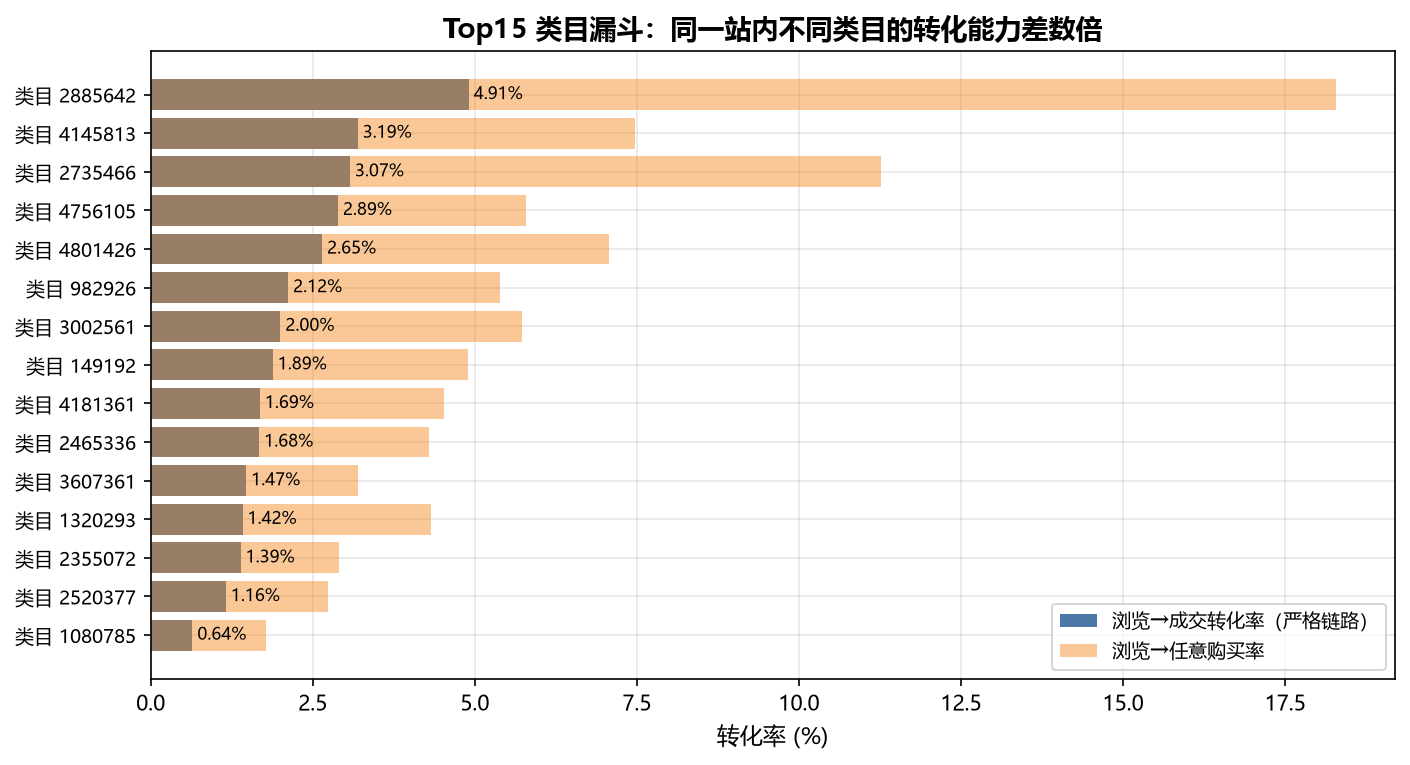 Top15 类目漏斗：同一站内不同类目的转化能力差数倍
类目 2885642 4.91%
类目 4145813 3.19%
类目 2735466 3.07%
类目 4756105 2.89%
类目 4801426 2.65%
类目 982926 2.12%
类目 3002561 2.00%
类目 149192 1.89%
类目 4181361 1.69%
类目 2465336 1.68%
类目 3607361 1.47%
类目 1320293 1.42%
类目 2355072 1.39%
类目 2520377 1.16%
类目 1080785 0.64%
浏览→成交转化率（严格链路）
浏览→任意购买率
0.0 2.5 5.0 7.5 10.0 12.5 15.0 17.5
转化率 (%)